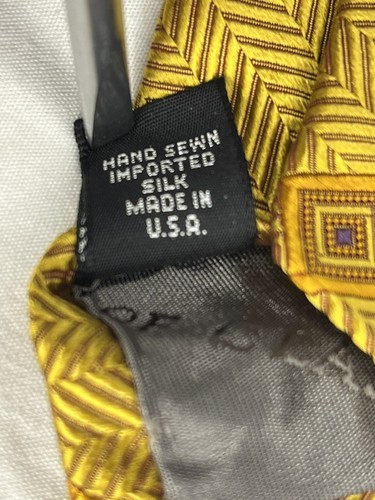 HAND SEWN
IMPORTED
SILK
MADE IN
U.S.A.